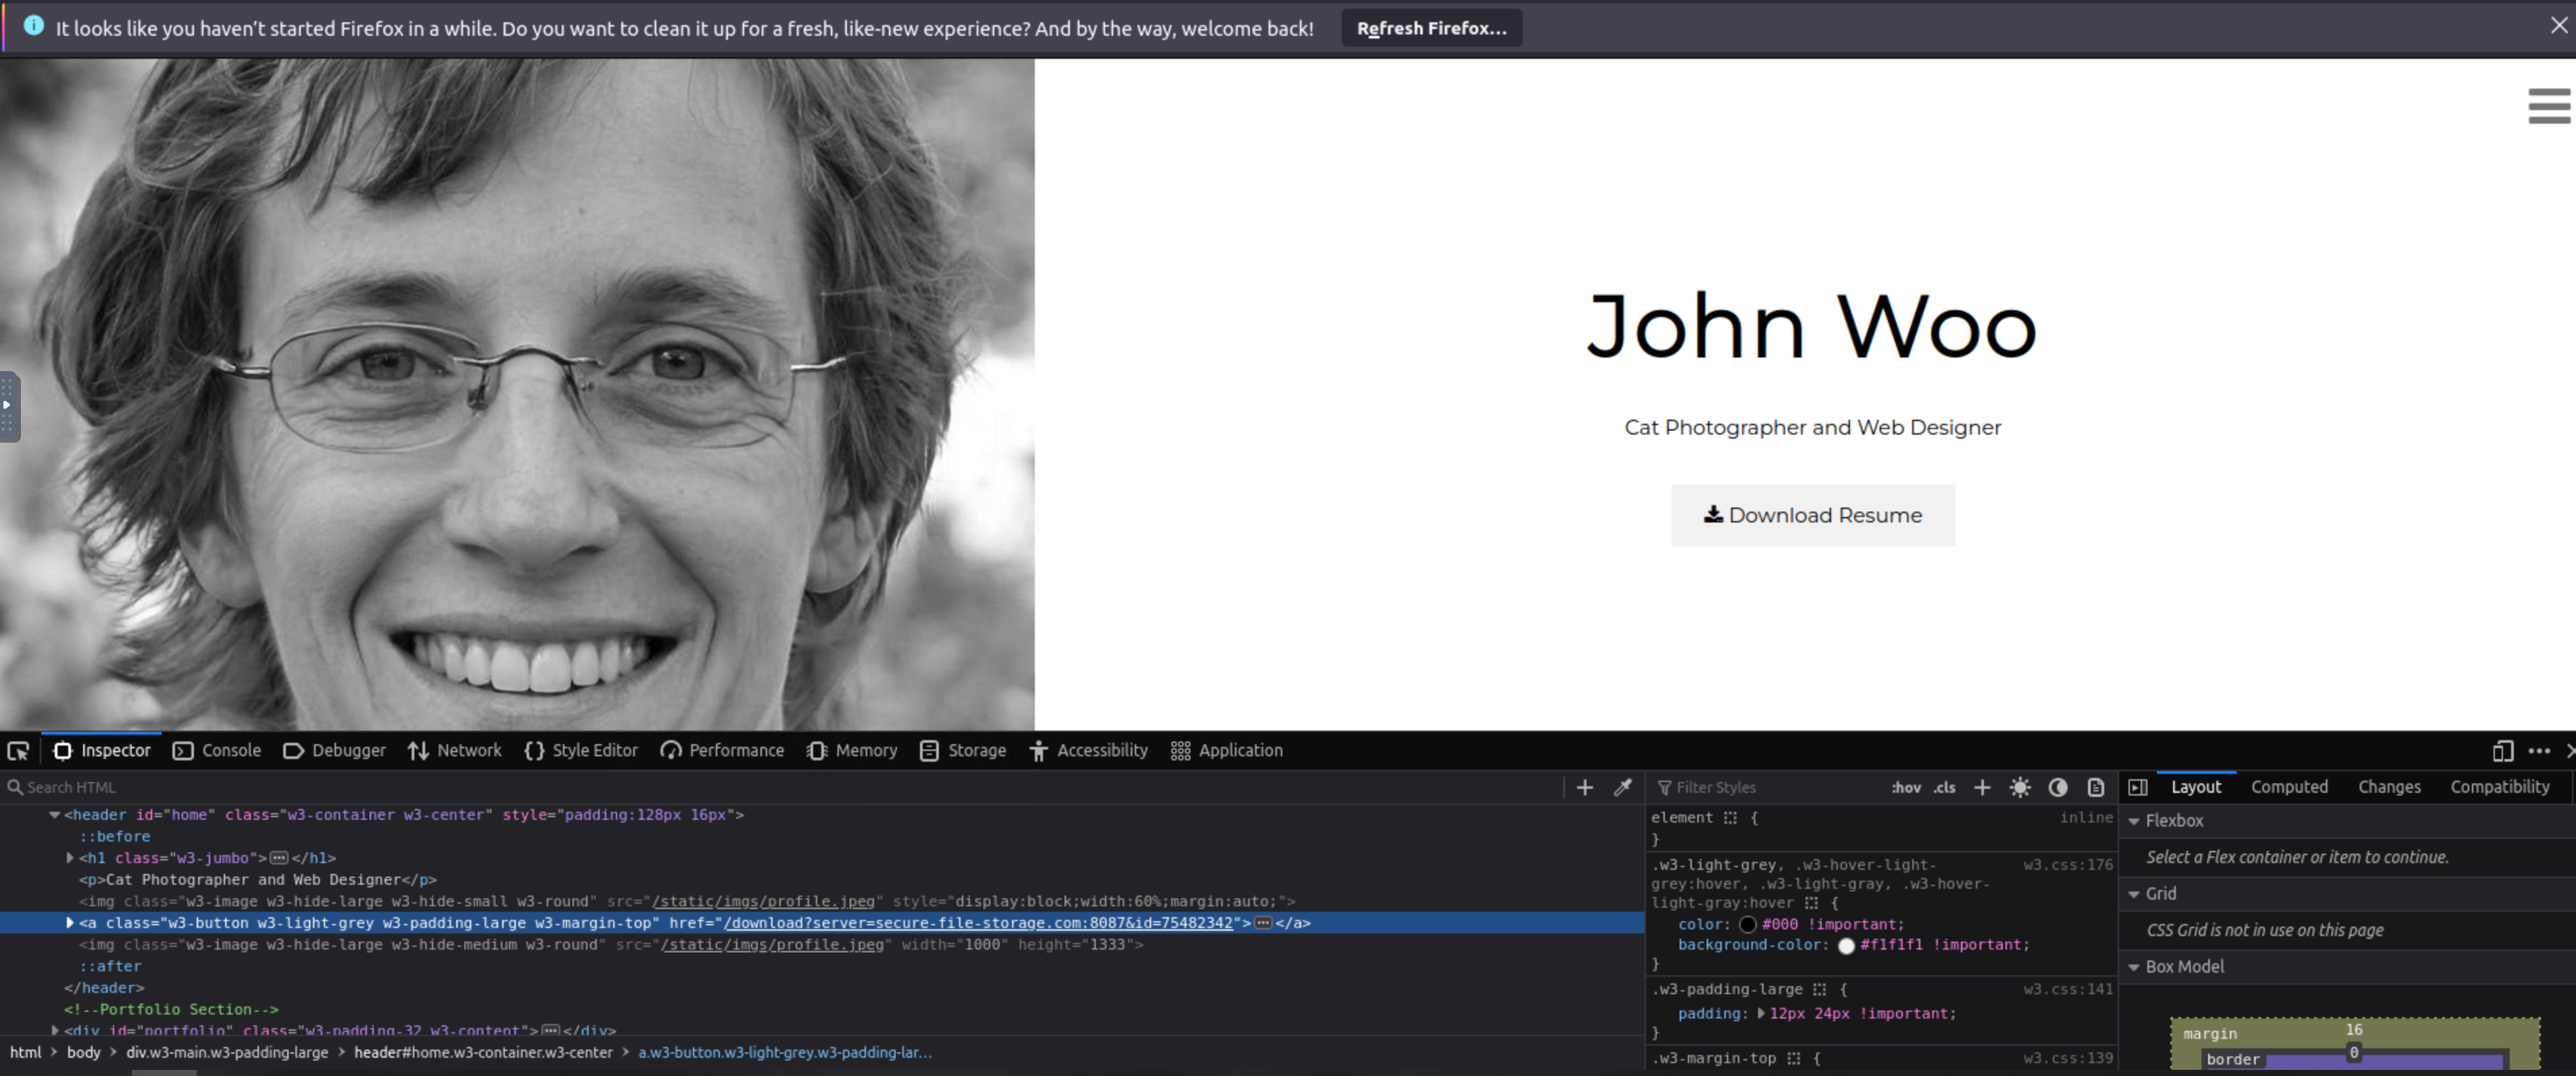 It looks like you haven't started Firefox in a while. Do you want to clean it up for a fresh, like-new experience? And by the way, welcome back! Refresh Firefox...
John Woo
Cat Photographer and Web Designer
Download Resume
Inspector Console Debugger Network Style Editor Performance Memory Storage Accessibility Application
Search HTML
<header id="home" class="w3-container w3-center" style="padding:128px 16px">
::before
<h1 class="w3-jumbo"></h1>
<p>Cat Photographer and Web Designer</p>
<img class="w3-image w3-hide-large w3-hide-small w3-round" src="/static/imgs/profile.jpeg" style="display:block;width:60%;margin:auto;">
<a class="w3-button w3-light-grey w3-padding-large w3-margin-top" href="/download?server=secure-file-storage.com:8087&id=75482342"></a>
<img class="w3-image w3-hide-large w3-hide-medium w3-round" src="/static/imgs/profile.jpeg" width="1000" height="1333">
::after
</header>
<!--Portfolio Section-->
<div id="portfolio" class="w3-padding-32 w3-content"></div>
html body div.w3-main.w3-padding-large header#home.w3-container.w3-center a.w3-button.w3-light-grey.w3-padding-lar...
Filter Styles :hov .cls
element { inline
}
.w3-light-grey, .w3-hover-light- w3.css:176
grey:hover, .w3-light-gray, .w3-hover-
light-gray:hover {
color: #000 !important;
background-color: #f1f1f1 !important;
}
.w3-padding-large { w3.css:141
padding: 12px 24px !important;
}
.w3-margin-top { w3.css:139
Layout Computed Changes Compatibility
Flexbox
Select a Flex container or item to continue.
Grid
CSS Grid is not in use on this page
Box Model
margin 16
border 0